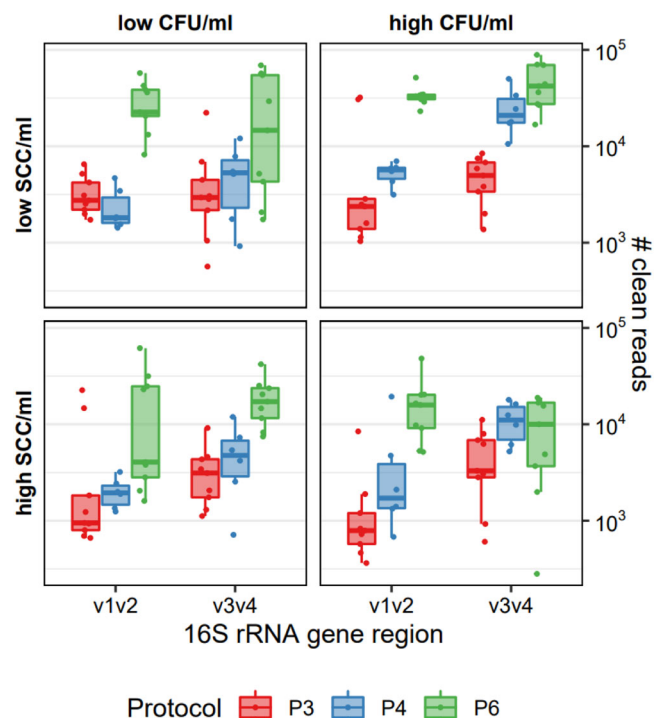 low CFU/ml
high CFU/ml
low SCC/ml
10^5
10^4
10^3
# clean reads
high SCC/ml
10^5
10^4
10^3
v1v2
v3v4
v1v2
v3v4
16S rRNA gene region
Protocol P3 P4 P6